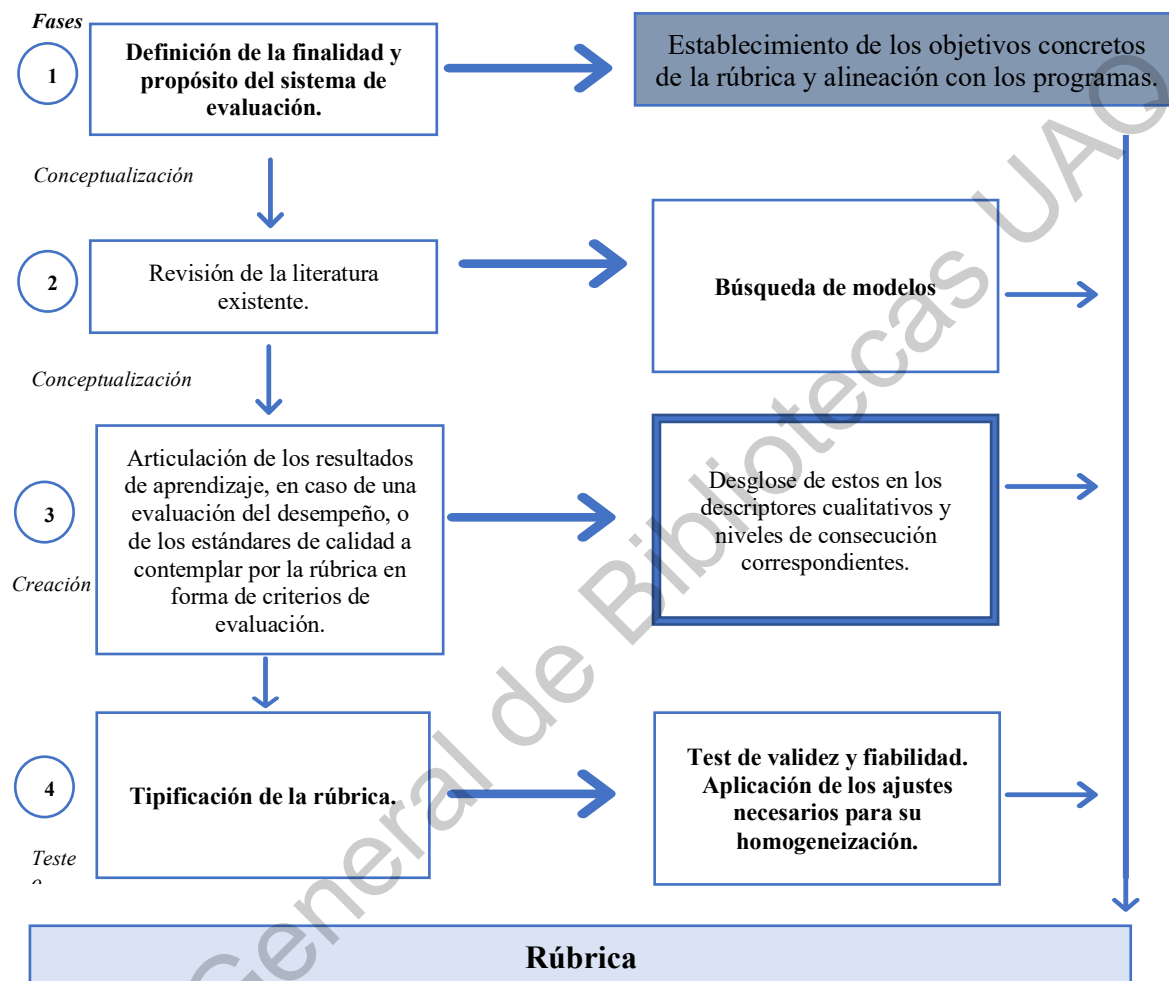 Fases
1
Definición de la finalidad y
propósito del sistema de
evaluación.
Establecimiento de los objetivos concretos
de la rúbrica y alineación con los programas.
Conceptualización
2
Revisión de la literatura
existente.
Búsqueda de modelos
Conceptualización
3
Creación
Articulación de los resultados
de aprendizaje, en caso de una
evaluación del desempeño, o
de los estándares de calidad a
contemplar por la rúbrica en
forma de criterios de
evaluación.
Desglose de estos en los
descriptores cualitativos y
niveles de consecución
correspondientes.
4
Teste
Tipificación de la rúbrica.
Test de validez y fiabilidad.
Aplicación de los ajustes
necesarios para su
homogeneización.
Rúbrica
General de Bibliotecas UAQ